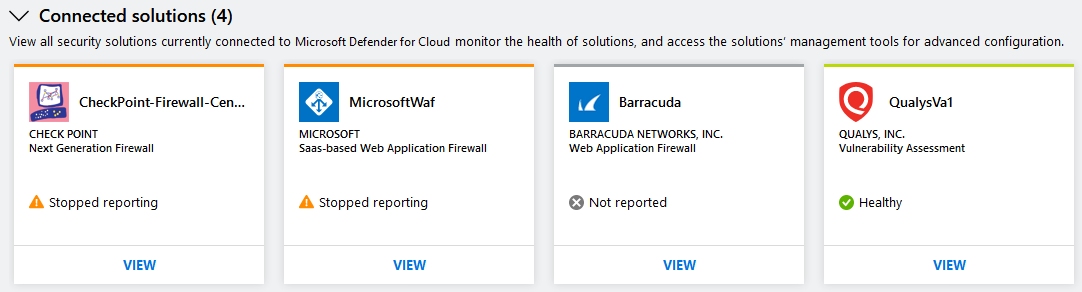 Connected solutions (4)
View all security solutions currently connected to Microsoft Defender for Cloud monitor the health of solutions, and access the solutions' management tools for advanced configuration.
CheckPoint-Firewall-Cen...
CHECK POINT
Next Generation Firewall
Stopped reporting
VIEW
MicrosoftWaf
MICROSOFT
Saas-based Web Application Firewall
Stopped reporting
VIEW
Barracuda
BARRACUDA NETWORKS, INC.
Web Application Firewall
Not reported
VIEW
QualysVa1
QUALYS, INC.
Vulnerability Assessment
Healthy
VIEW